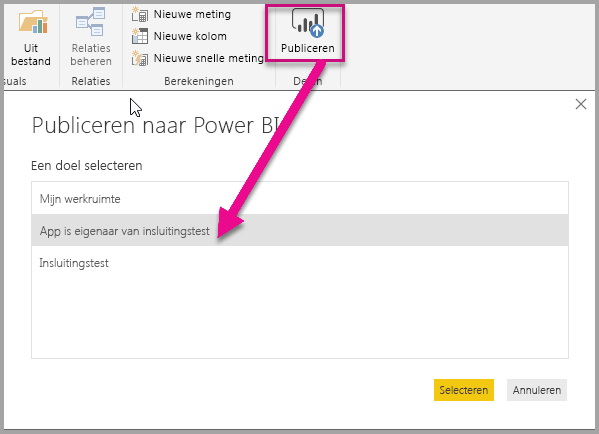 Uit
bestand
Relaties
beheren
Nieuwe meting
Nieuwe kolom
Nieuwe snelle meting
Publiceren
suals
Relaties
Berekeningen
Delen
Publiceren naar Power BI
Een doel selecteren
Mijn werkruimte
App is eigenaar van insluitingstest
Insluitingstest
Selecteren
Annuleren